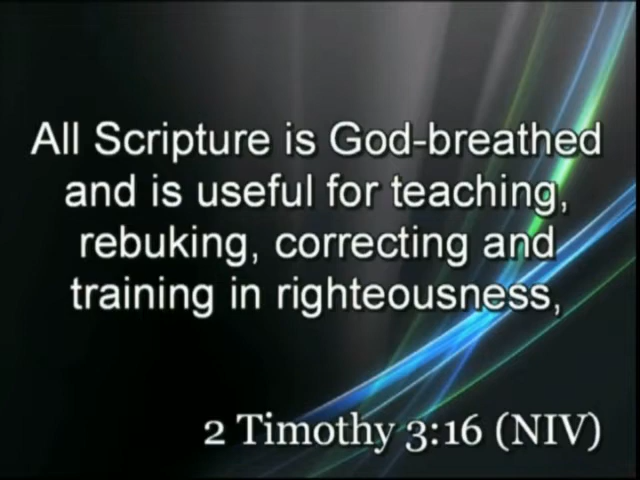 All Scripture is God-breathed
and is useful for teaching,
rebuking, correcting and
training in righteousness,
2 Timothy 3:16 (NIV)